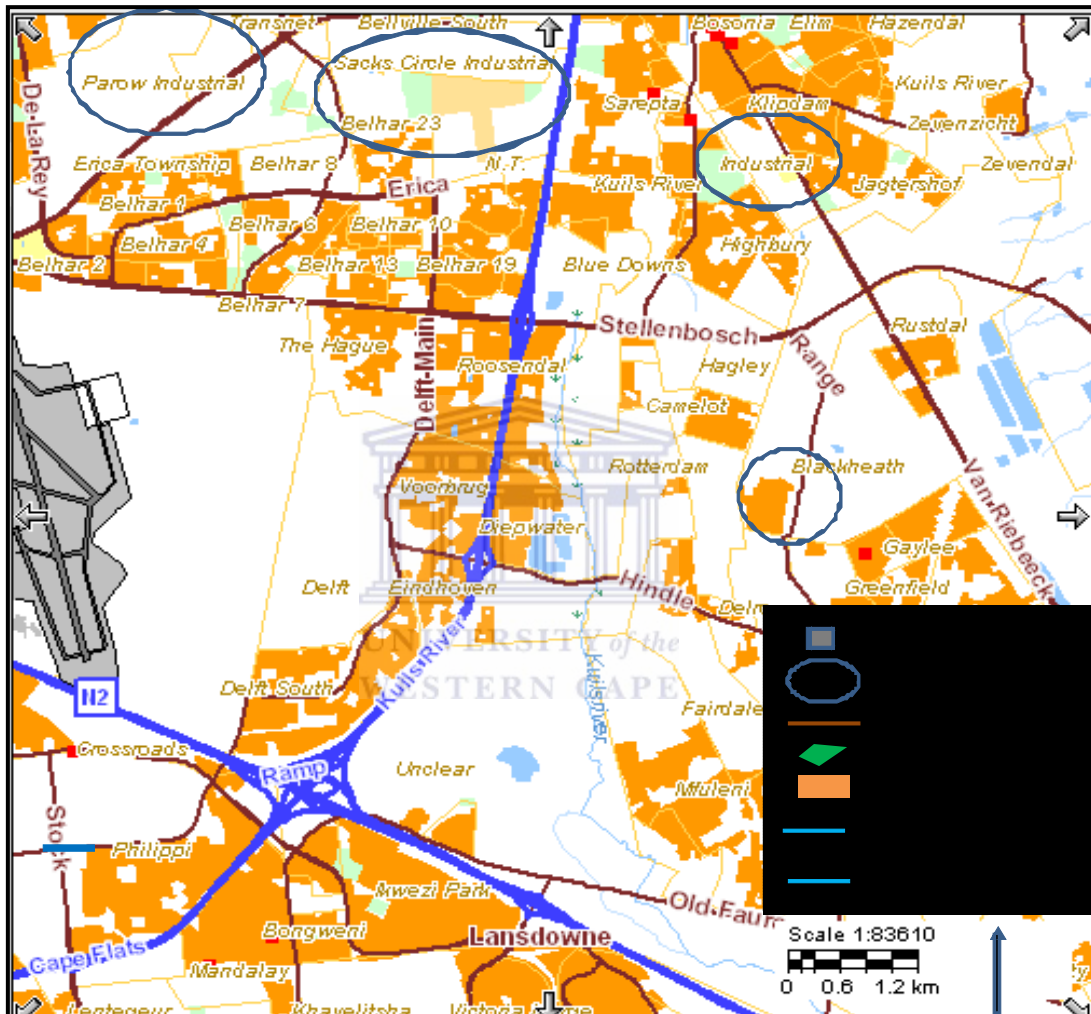 Transnet
Bellville South
Bosonia
Elim
Hazendal
Parow Industrial
Sacks Circle Industrial
Kuils River
De-La-Rey
Sarepta
Klipdam
Belhar 23
Zevenzicht
Erica Township
Belhar 8
N.T.
Industrial
Zevendal
Erica
Kuils River
Jagtershof
Belhar 1
Belhar 6
Belhar 10
Belhar 4
Highbury
Belhar 2
Belhar 13
Belhar 19
Blue Downs
Belhar 7
Stellenbosch
Rustdal
The Hague
Delft-Main
Roosendal
Hagley
Range
Camelot
Rotterdam
Blackheath
Voorbrug
Van-Riebeeck
Diepwater
Gaylee
Delft
Eindhoven
Hindle
Greenfield
UNIVERSITY of the
WESTERN CAPE
Kuils River
Kuilsriver
Delft South
N2
Fairdale
Crossroads
Ramp
Unclear
Mfuleni
Stock
Philippi
Ikwezi Park
Old-Faure
Bongweni
Lansdowne
Scale 1:83610
Cape Flats
Mandalay
0 0.6 1.2 km
Lentegeur
Khayelitsha
Victoria